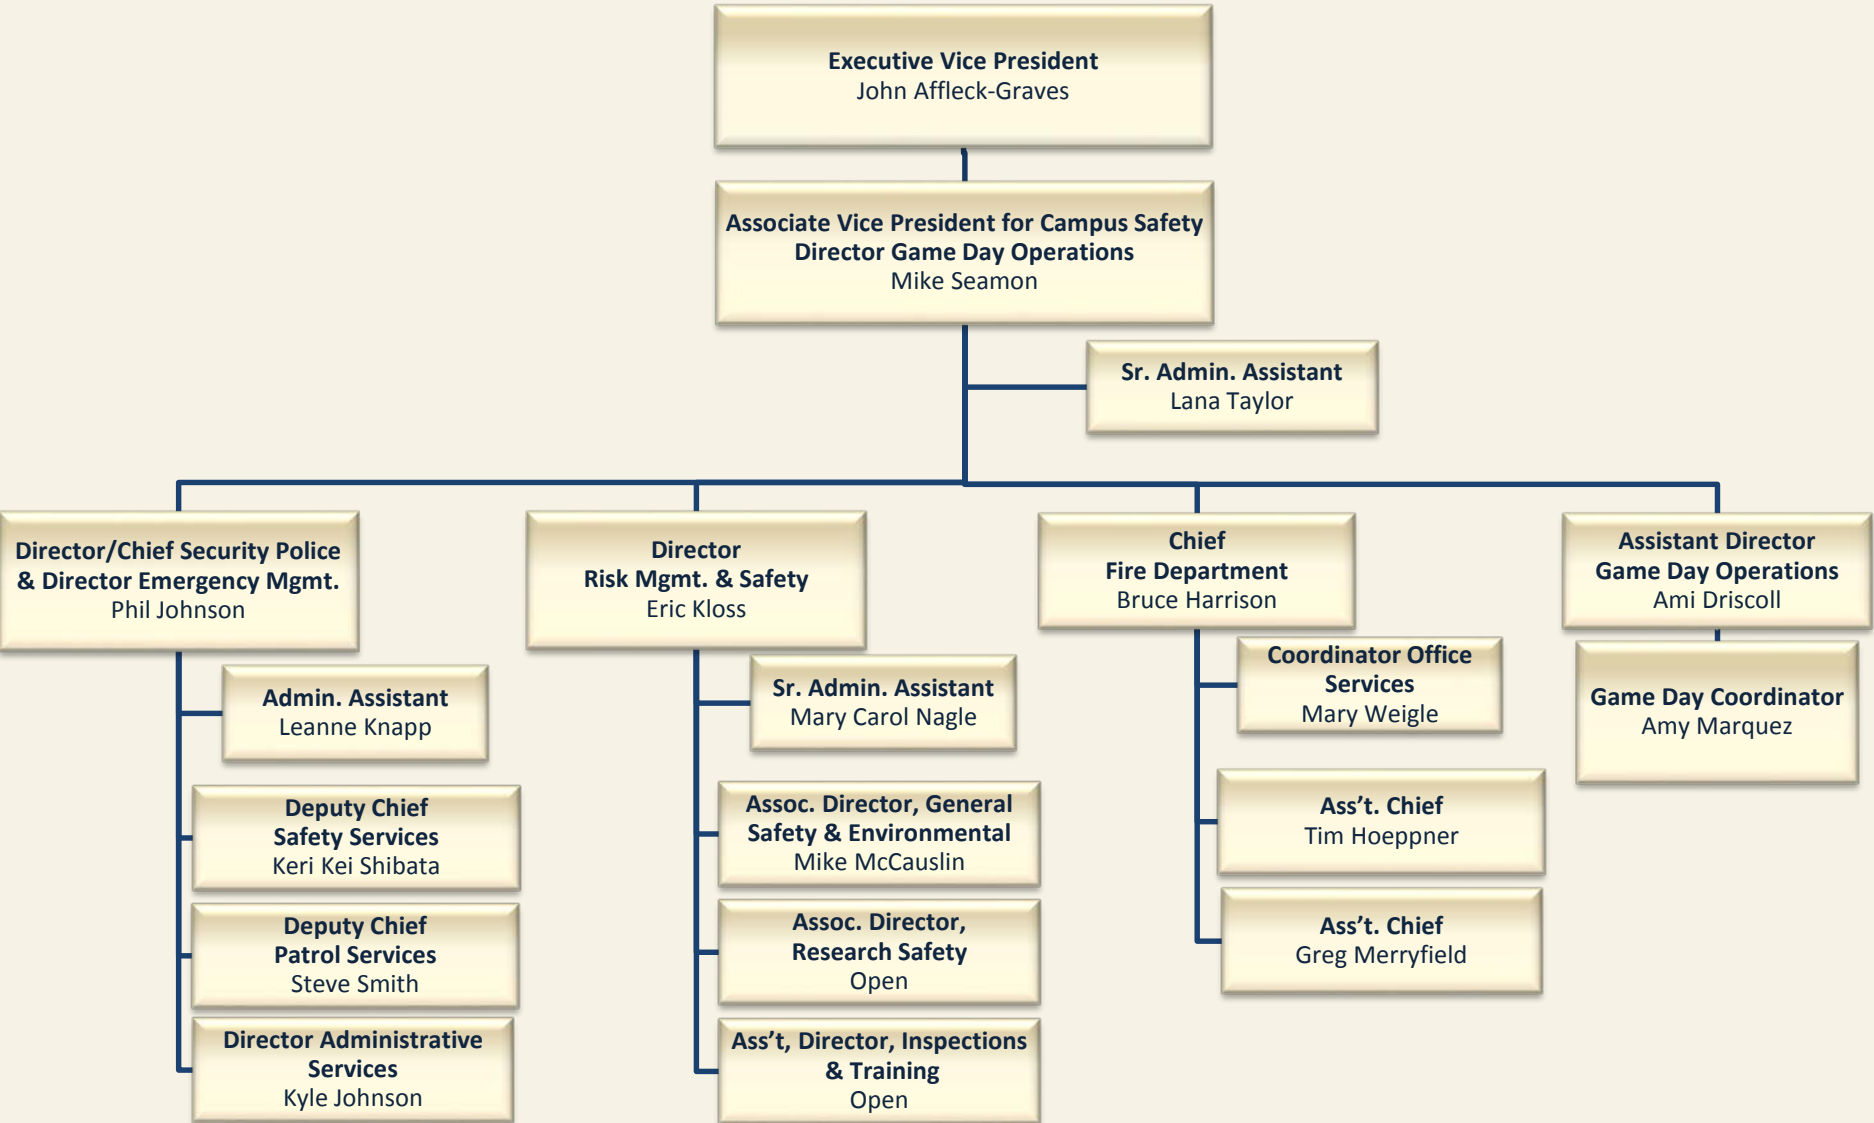 Executive Vice President
John Affleck-Graves
Associate Vice President for Campus Safety
Director Game Day Operations
Mike Seamon
Sr. Admin. Assistant
Lana Taylor
Director/Chief Security Police
& Director Emergency Mgmt.
Phil Johnson
Admin. Assistant
Leanne Knapp
Deputy Chief
Safety Services
Keri Kei Shibata
Deputy Chief
Patrol Services
Steve Smith
Director Administrative
Services
Kyle Johnson
Director
Risk Mgmt. & Safety
Eric Kloss
Sr. Admin. Assistant
Mary Carol Nagle
Assoc. Director, General
Safety & Environmental
Mike McCauslin
Assoc. Director,
Research Safety
Open
Ass't, Director, Inspections
& Training
Open
Chief
Fire Department
Bruce Harrison
Coordinator Office
Services
Mary Weigle
Ass't. Chief
Tim Hoeppner
Ass't. Chief
Greg Merryfield
Assistant Director
Game Day Operations
Ami Driscoll
Game Day Coordinator
Amy Marquez